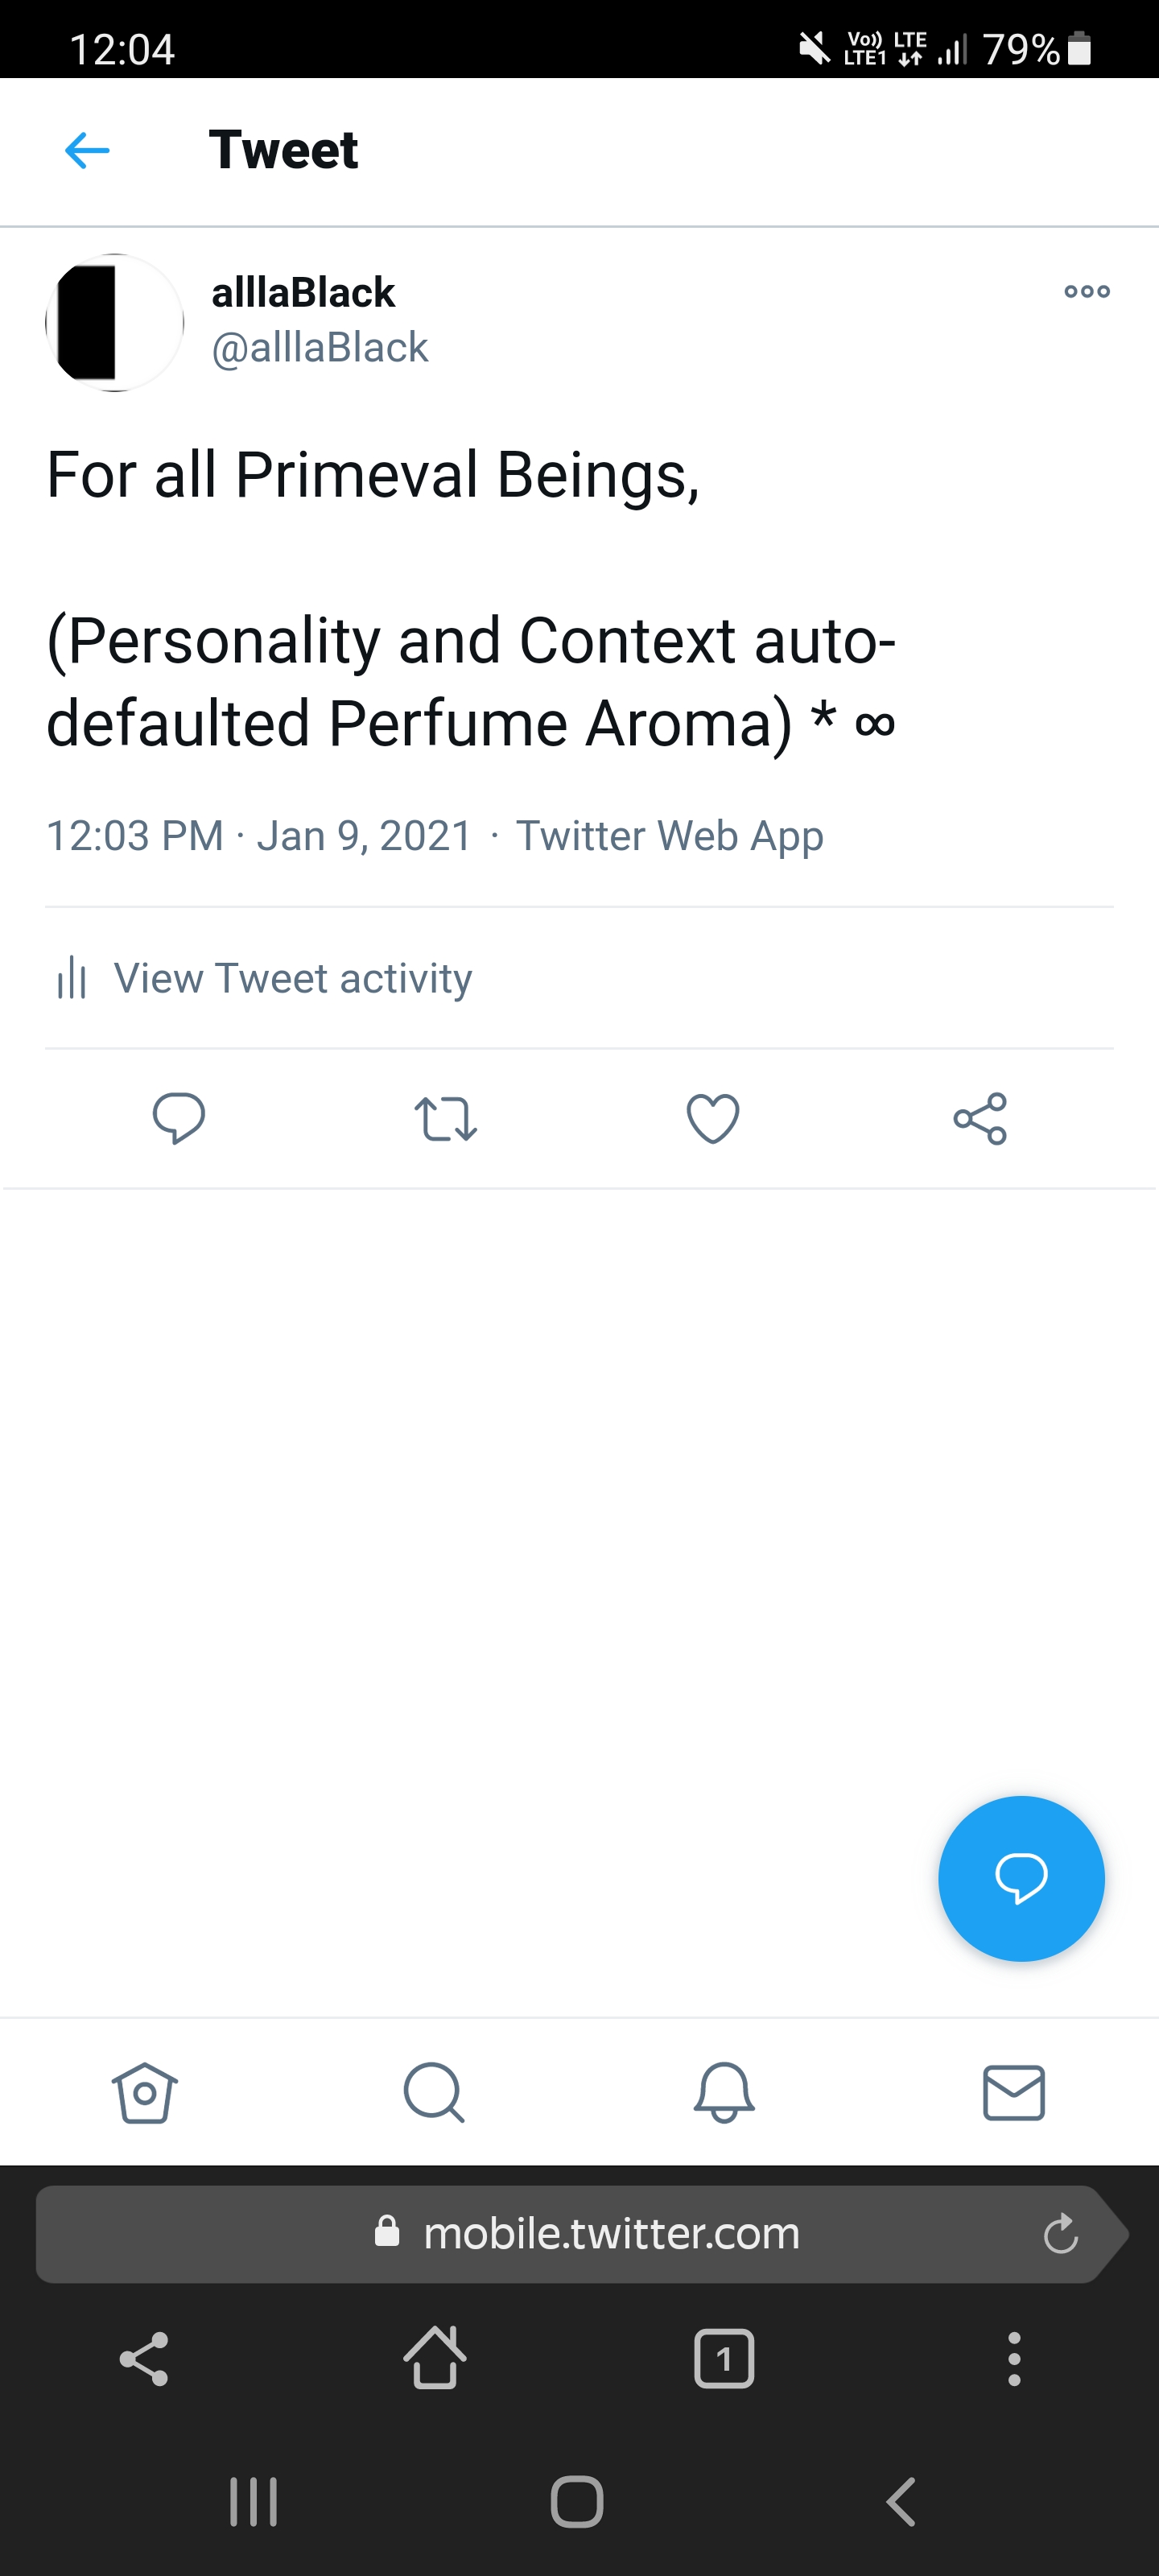 12:04 Vo)) LTE1 LTE 79%
Tweet
alllaBlack
@alllaBlack
For all Primeval Beings,
(Personality and Context auto-
defaulted Perfume Aroma) * ∞
12:03 PM · Jan 9, 2021 · Twitter Web App
View Tweet activity
mobile.twitter.com
1